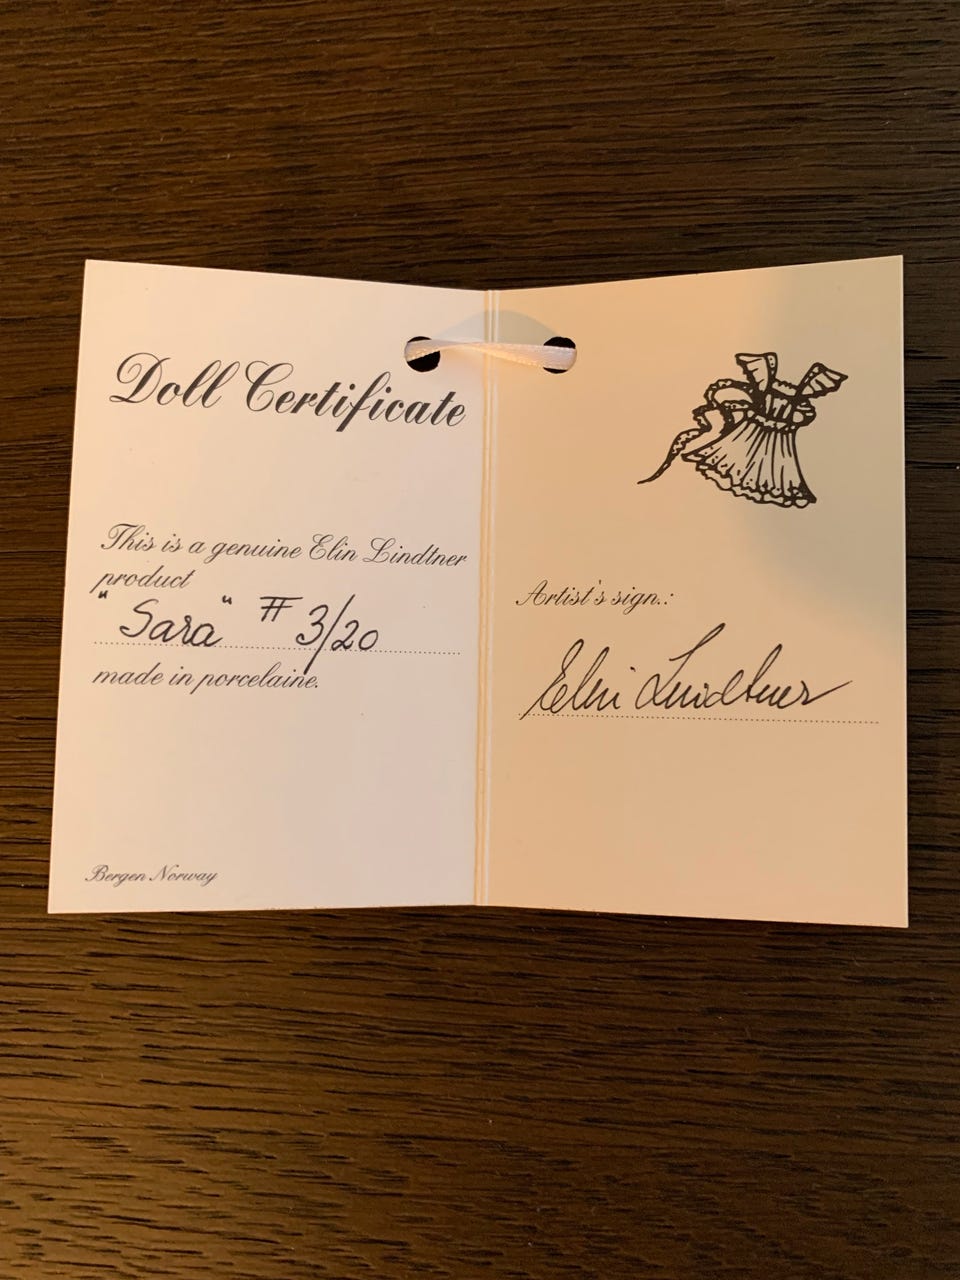 Doll Certificate
This is a genuine Elin Lindtner
product
"Sara" # 3/20
made in porcelaine.
Bergen Norway
Artist's sign.:
Elin Lindtner